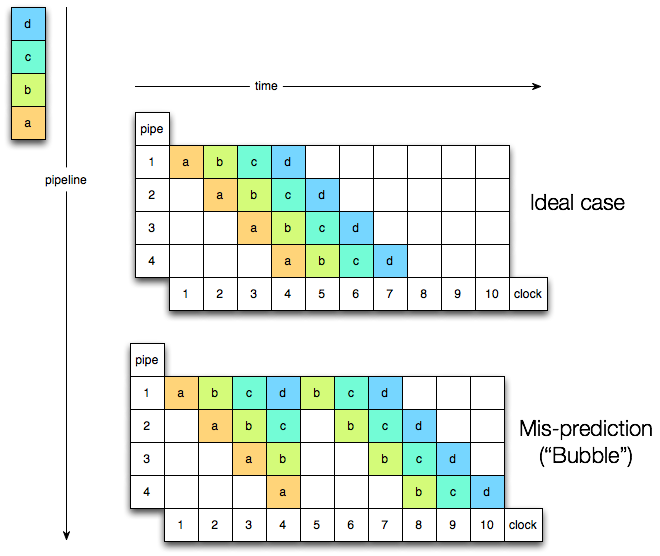 d
c
b
a
pipeline
time
pipe
1 a b c d
2 a b c d
3 a b c d
4 a b c d
1 2 3 4 5 6 7 8 9 10 clock
Ideal case
pipe
1 a b c d b c d
2 a b c b c d
3 a b b c d
4 a b c d
1 2 3 4 5 6 7 8 9 10 clock
Mis-prediction
(“Bubble”)